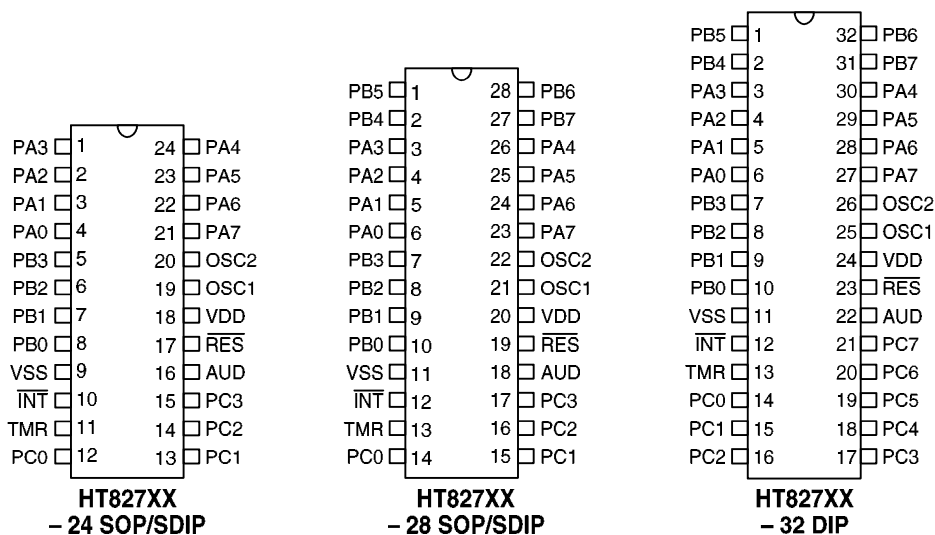 PA3 1 24 PA4
PA2 2 23 PA5
PA1 3 22 PA6
PA0 4 21 PA7
PB3 5 20 OSC2
PB2 6 19 OSC1
PB1 7 18 VDD
PB0 8 17 RES
VSS 9 16 AUD
INT 10 15 PC3
TMR 11 14 PC2
PC0 12 13 PC1
HT827XX
– 24 SOP/SDIP
PB5 1 28 PB6
PB4 2 27 PB7
PA3 3 26 PA4
PA2 4 25 PA5
PA1 5 24 PA6
PA0 6 23 PA7
PB3 7 22 OSC2
PB2 8 21 OSC1
PB1 9 20 VDD
PB0 10 19 RES
VSS 11 18 AUD
INT 12 17 PC3
TMR 13 16 PC2
PC0 14 15 PC1
HT827XX
– 28 SOP/SDIP
PB5 1 32 PB6
PB4 2 31 PB7
PA3 3 30 PA4
PA2 4 29 PA5
PA1 5 28 PA6
PA0 6 27 PA7
PB3 7 26 OSC2
PB2 8 25 OSC1
PB1 9 24 VDD
PB0 10 23 RES
VSS 11 22 AUD
INT 12 21 PC7
TMR 13 20 PC6
PC0 14 19 PC5
PC1 15 18 PC4
PC2 16 17 PC3
HT827XX
– 32 DIP